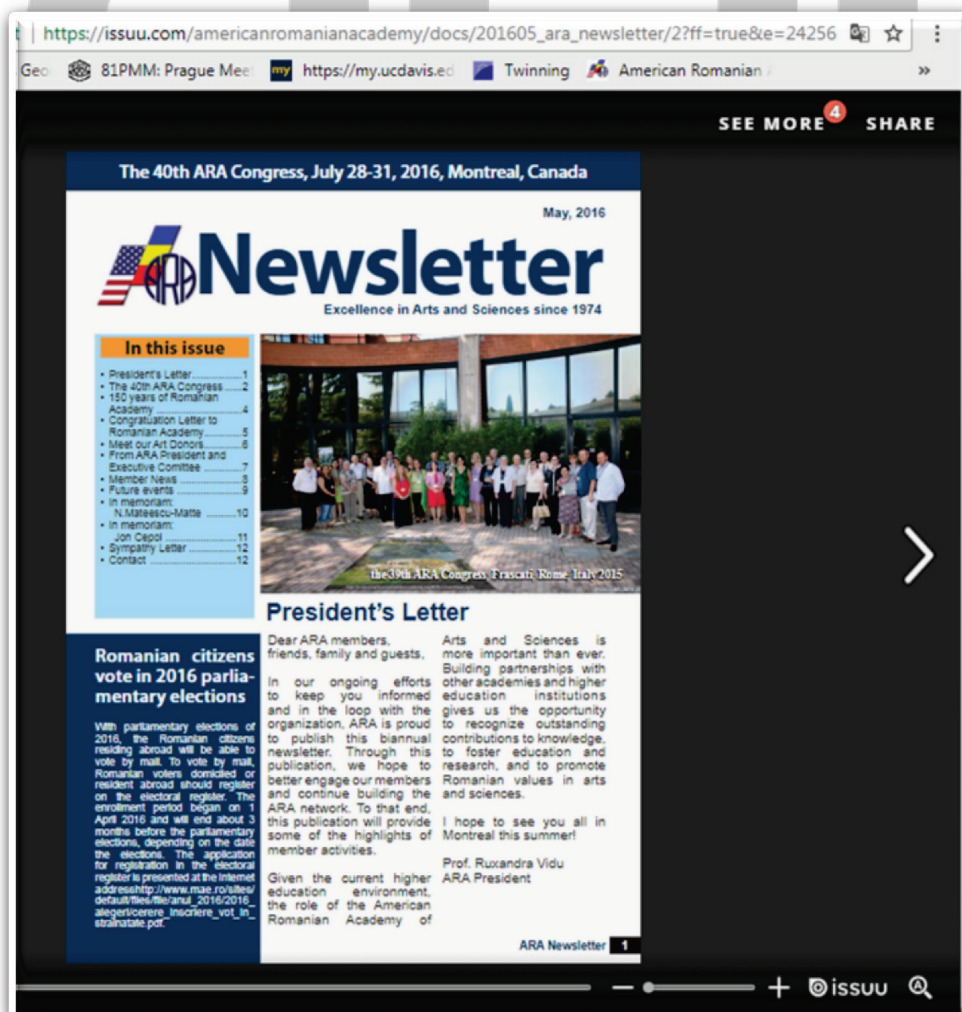 https://issuu.com/americanromanianacademy/docs/201605_ara_newsletter/2?ff=true&e=24256
Geo
81PMM: Prague Mee
my
https://my.ucdavis.ed
Twinning
American Romanian
»
SEE MORE 4
SHARE
The 40th ARA Congress, July 28-31, 2016, Montreal, Canada
May, 2016
ARA
Newsletter
Excellence in Arts and Sciences since 1974
In this issue
• President's Letter..................1
• The 40th ARA Congress ......2
• 150 years of Romanian
Academy .......................4
• Congratuation Letter to
Romanian Academy...........5
• Meet our Art Donors............6
• From ARA President and
Executive Comittee ...........7
• Member News ....................8
• Future events .....................9
• In memoriam:
N.Mateescu-Matte .........10
• In memoriam:
Jon Cepoi ....................11
• Sympathy Letter ................12
• Contact ..........................12
the 39th ARA Congress, Frascati, Rome, Italy 2015
Romanian citizens
vote in 2016 parlia-
mentary elections
With parliamentary elections of
2016, the Romanian citizens
residing abroad will be able to
vote by mail. To vote by mail,
Romanian voters domiciled or
resident abroad should register
on the electoral register. The
enrollment period began on 1
April 2016 and will end about 3
months before the parliamentary
elections, depending on the date
the elections. The application
for registration in the electoral
register is presented at the Internet
addresshttp://www.mae.ro/sites/
default/files/file/anul_2016/2016_
alegeri/cerere_inscriere_vot_in_
strainatate.pdf.
President's Letter
Dear ARA members,
friends, family and guests,
In our ongoing efforts
to keep you informed
and in the loop with the
organization, ARA is proud
to publish this biannual
newsletter. Through this
publication, we hope to
better engage our members
and continue building the
ARA network. To that end,
this publication will provide
some of the highlights of
member activities.
Given the current higher
education environment,
the role of the American
Romanian Academy of
Arts and Sciences is
more important than ever.
Building partnerships with
other academies and higher
education institutions
gives us the opportunity
to recognize outstanding
contributions to knowledge,
to foster education and
research, and to promote
Romanian values in arts
and sciences.
I hope to see you all in
Montreal this summer!
Prof. Ruxandra Vidu
ARA President
ARA Newsletter 1
issuu